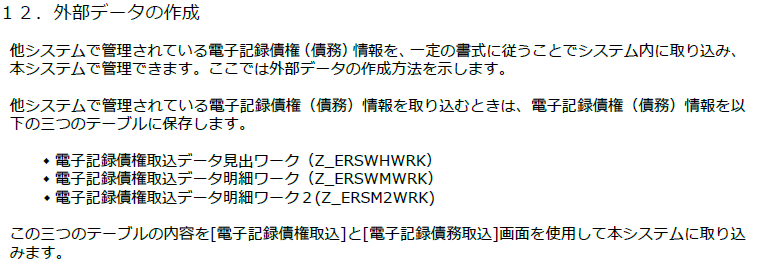 １２．外部データの作成
他システムで管理されている電子記録債権（債務）情報を、一定の書式に従うことでシステム内に取り込み、
本システムで管理できます。ここでは外部データの作成方法を示します。
他システムで管理されている電子記録債権（債務）情報を取り込むときは、電子記録債権（債務）情報を以
下の三つのテーブルに保存します。
◆電子記録債権取込データ見出ワーク（Z_ERSWHWRK）
◆電子記録債権取込データ明細ワーク（Z_ERSWMWRK）
◆電子記録債権取込データ明細ワーク２(Z_ERSM2WRK)
この三つのテーブルの内容を[電子記録債権取込]と[電子記録債務取込]画面を使用して本システムに取り込
みます。